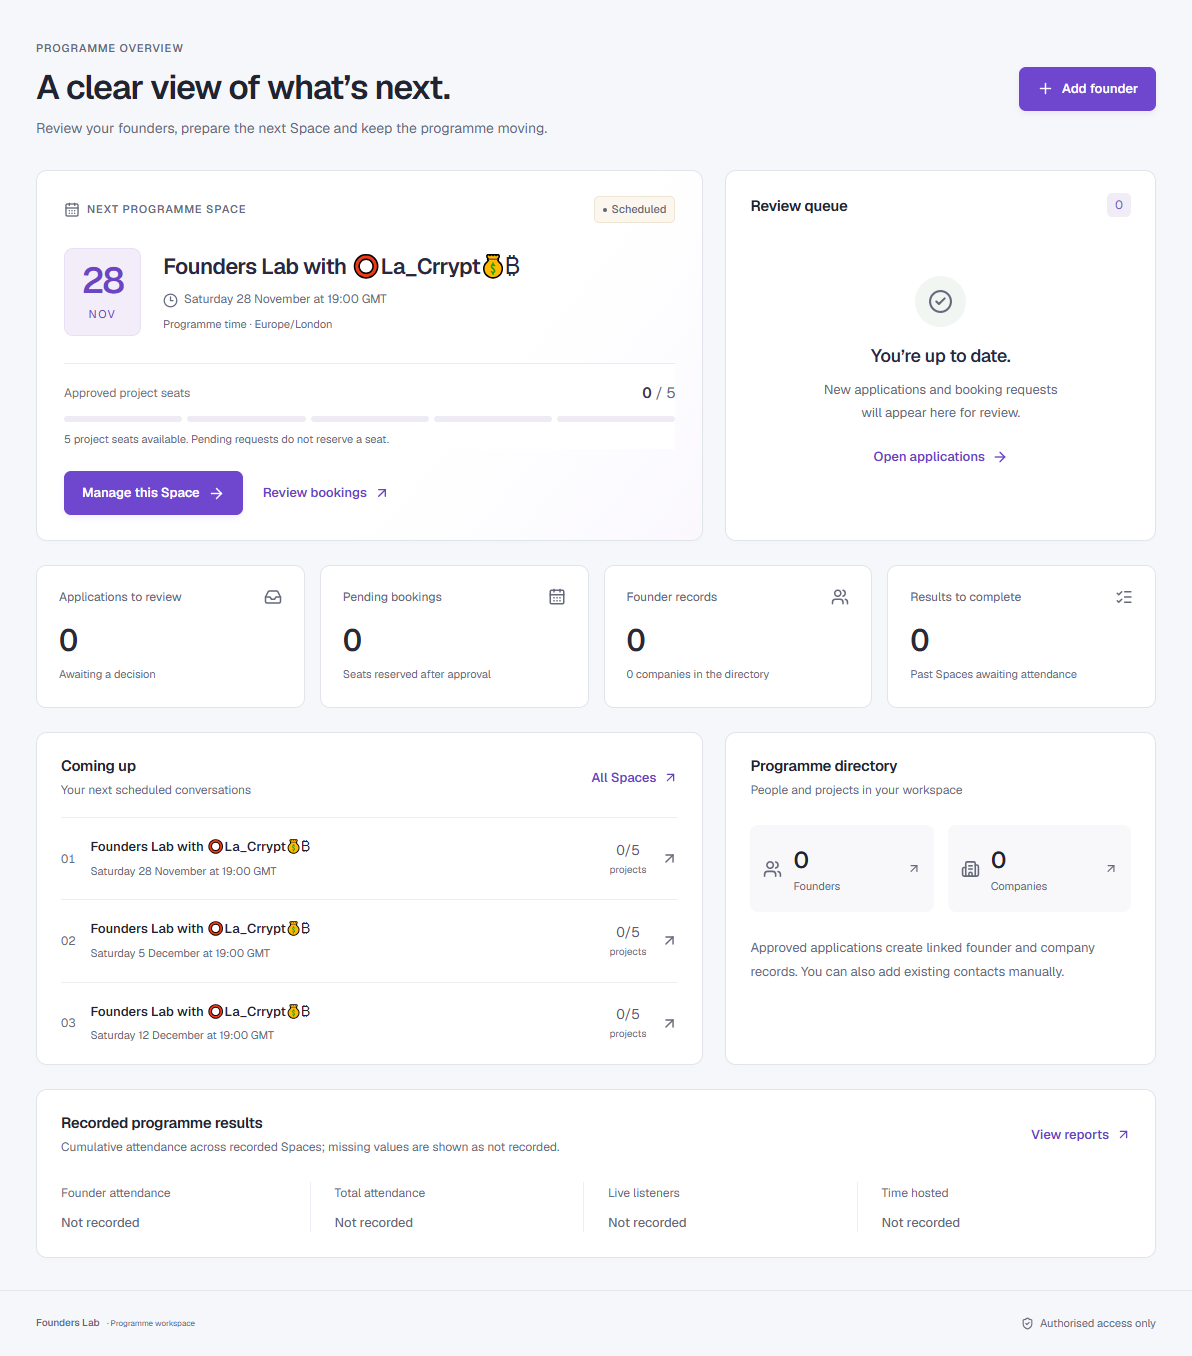 PROGRAMME OVERVIEW
A clear view of what’s next.
Review your founders, prepare the next Space and keep the programme moving.
Add founder
NEXT PROGRAMME SPACE
Scheduled
28
NOV
Founders Lab with ⭕La_Crrypt💰₿
Saturday 28 November at 19:00 GMT
Programme time · Europe/London
Approved project seats
0 / 5
5 project seats available. Pending requests do not reserve a seat.
Manage this Space →
Review bookings ↗
Review queue
0
You’re up to date.
New applications and booking requests
will appear here for review.
Open applications →
Applications to review
0
Awaiting a decision
Pending bookings
0
Seats reserved after approval
Founder records
0
0 companies in the directory
Results to complete
0
Past Spaces awaiting attendance
Coming up
Your next scheduled conversations
All Spaces ↗
01
Founders Lab with ⭕La_Crrypt💰₿
Saturday 28 November at 19:00 GMT
0/5
projects
02
Founders Lab with ⭕La_Crrypt💰₿
Saturday 5 December at 19:00 GMT
0/5
projects
03
Founders Lab with ⭕La_Crrypt💰₿
Saturday 12 December at 19:00 GMT
0/5
projects
Programme directory
People and projects in your workspace
0
Founders
0
Companies
Approved applications create linked founder and company
records. You can also add existing contacts manually.
Recorded programme results
Cumulative attendance across recorded Spaces; missing values are shown as not recorded.
View reports ↗
Founder attendance
Not recorded
Total attendance
Not recorded
Live listeners
Not recorded
Time hosted
Not recorded
Founders Lab · Programme workspace
Authorised access only